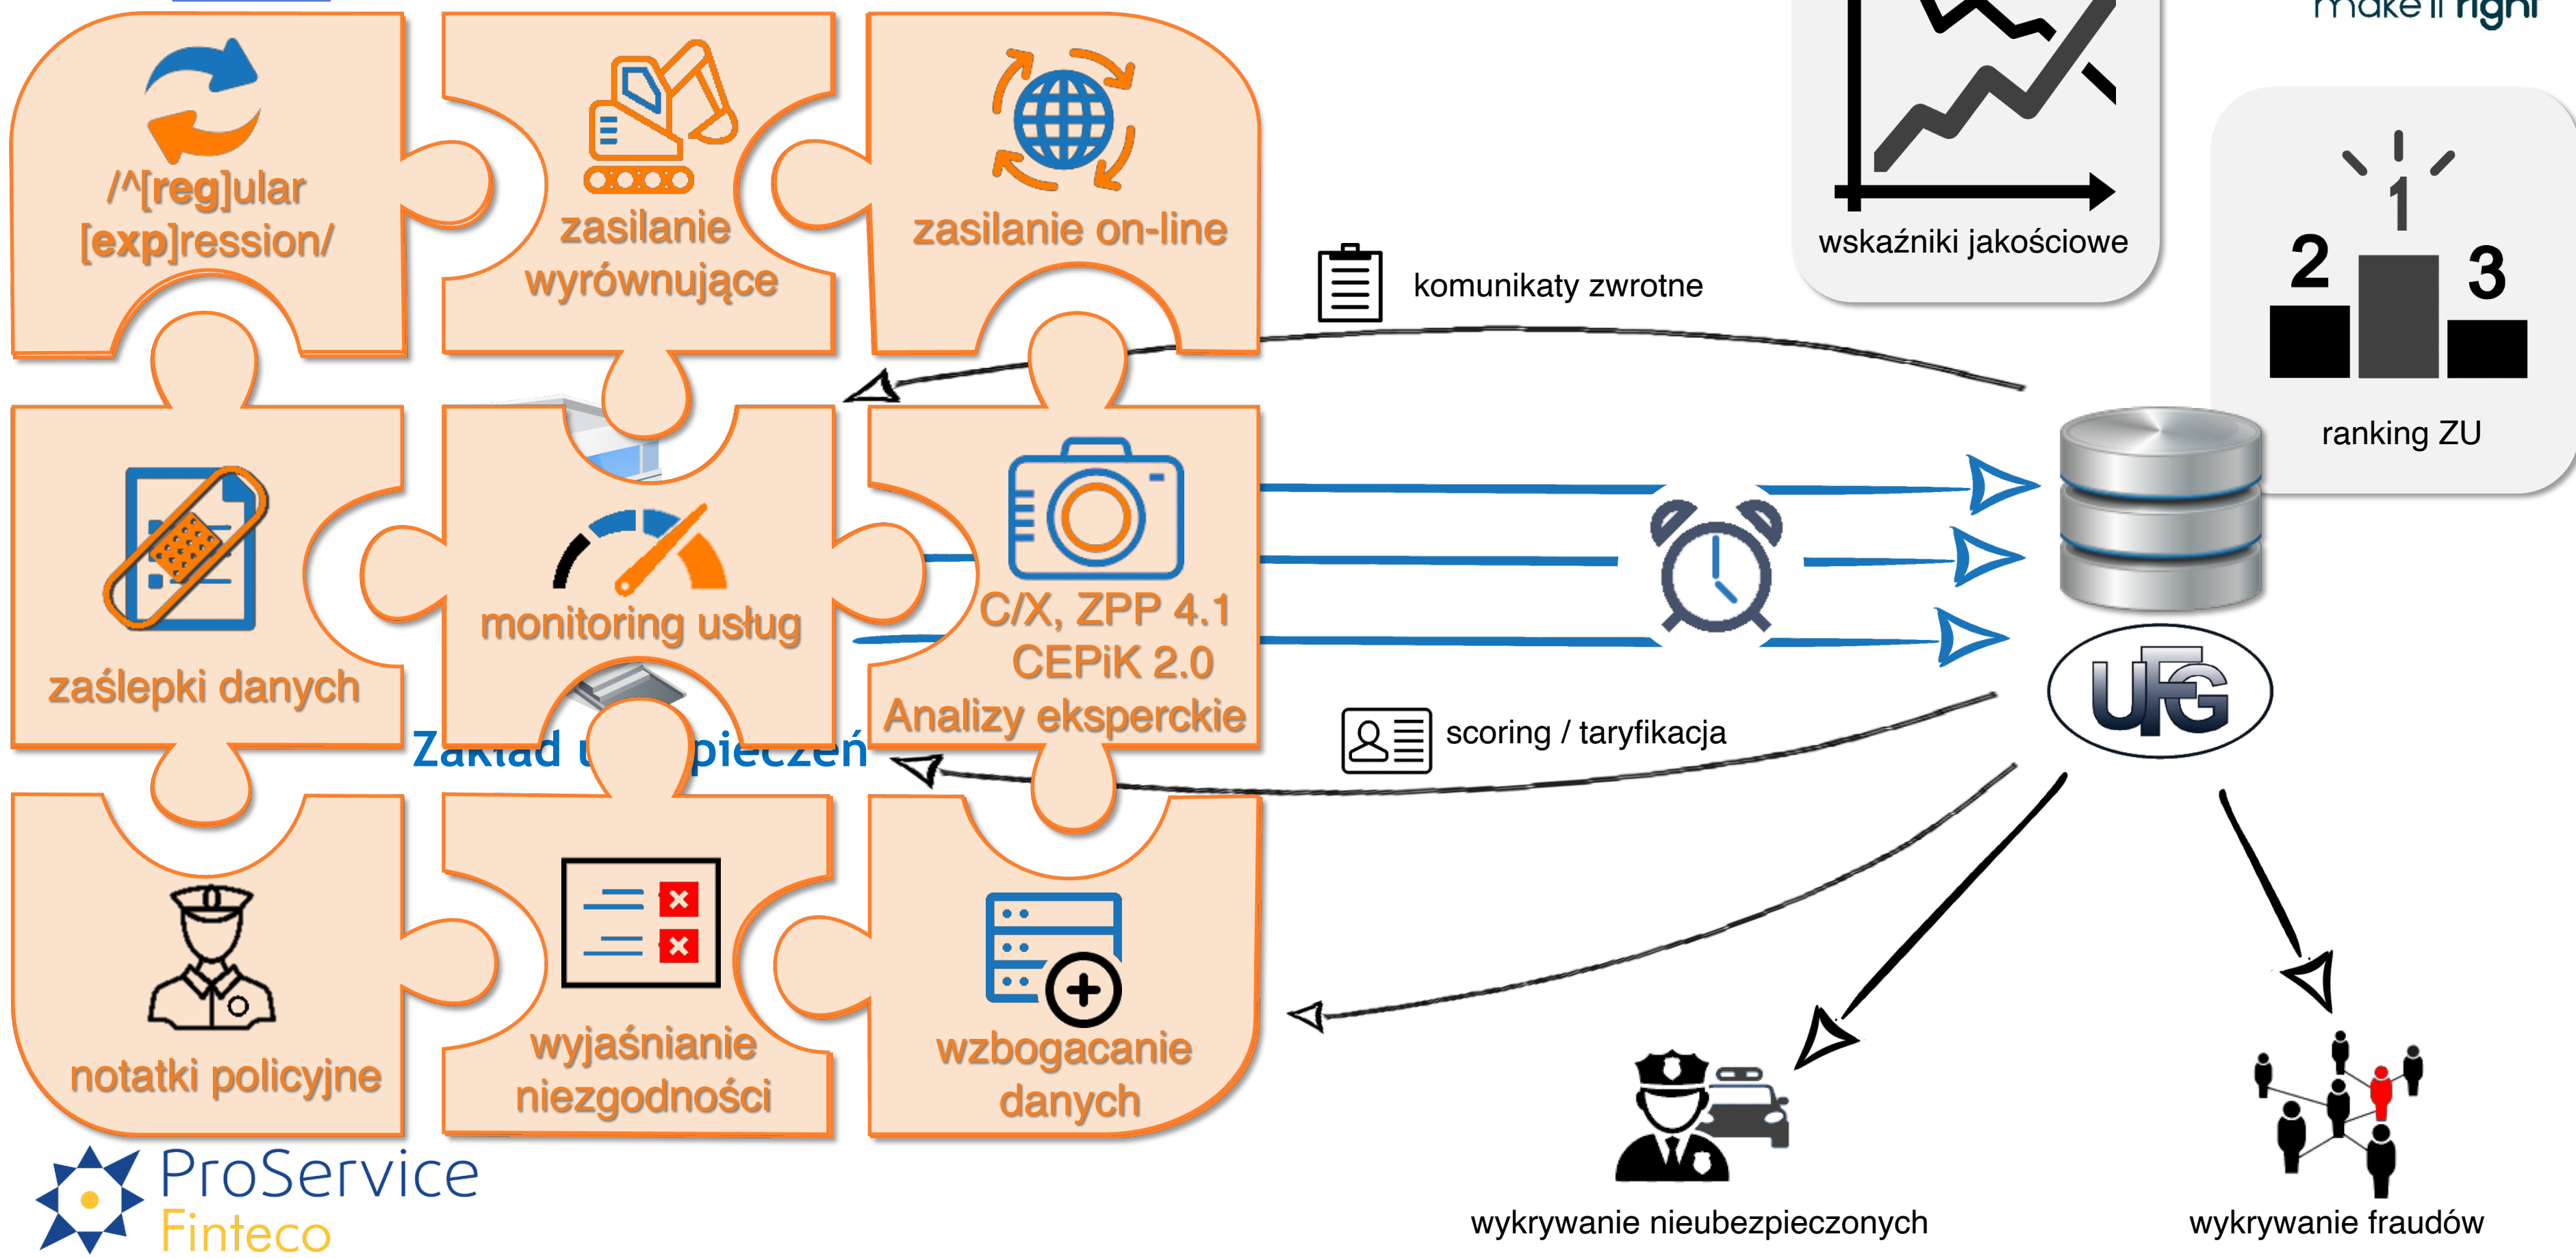 make it right
/^[reg]ular
[exp]ression/
zasilanie
wyrównujące
zasilanie on-line
komunikaty zwrotne
wskaźniki jakościowe
1
2
3
ranking ZU
zaślepki danych
monitoring usług
C/X, ZPP 4.1
CEPiK 2.0
Analizy eksperckie
Zakład u pieczeń
scoring / taryfikacja
UFG
notatki policyjne
wyjaśnianie
niezgodności
wzbogacanie
danych
ProService
Finteco
wykrywanie nieubezpieczonych
wykrywanie fraudów